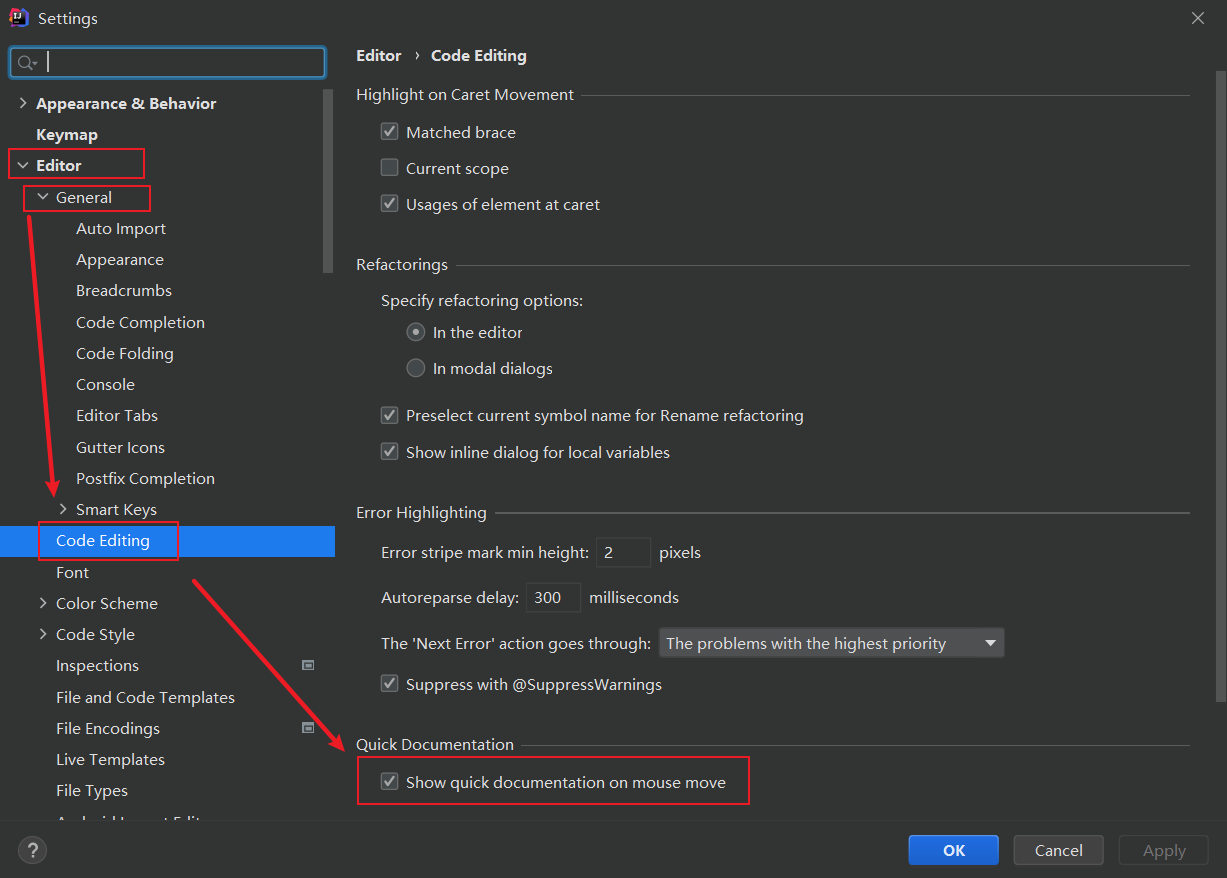 Settings
Appearance & Behavior
Keymap
Editor
General
Auto Import
Appearance
Breadcrumbs
Code Completion
Code Folding
Console
Editor Tabs
Gutter Icons
Postfix Completion
Smart Keys
Code Editing
Font
Color Scheme
Code Style
Inspections
File and Code Templates
File Encodings
Live Templates
File Types
Editor › Code Editing
Highlight on Caret Movement
Matched brace
Current scope
Usages of element at caret
Refactorings
Specify refactoring options:
In the editor
In modal dialogs
Preselect current symbol name for Rename refactoring
Show inline dialog for local variables
Error Highlighting
Error stripe mark min height: 2 pixels
Autoreparse delay: 300 milliseconds
The 'Next Error' action goes through: The problems with the highest priority
Suppress with @SuppressWarnings
Quick Documentation
Show quick documentation on mouse move
?
OK Cancel Apply